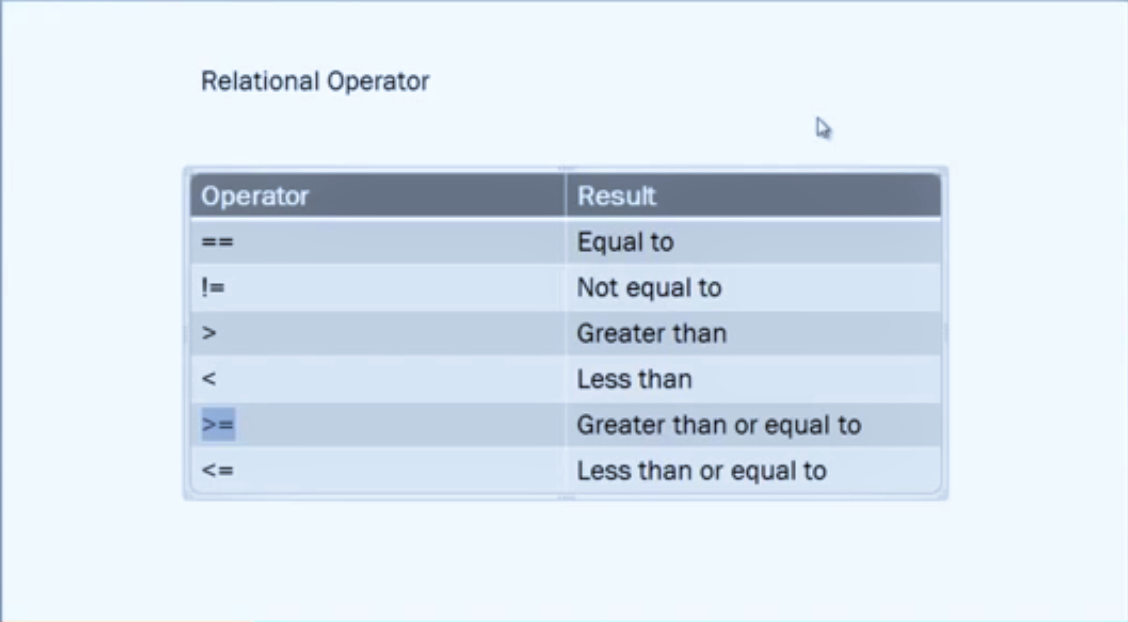 Relational Operator
Operator Result
== Equal to
!= Not equal to
> Greater than
< Less than
>= Greater than or equal to
<= Less than or equal to